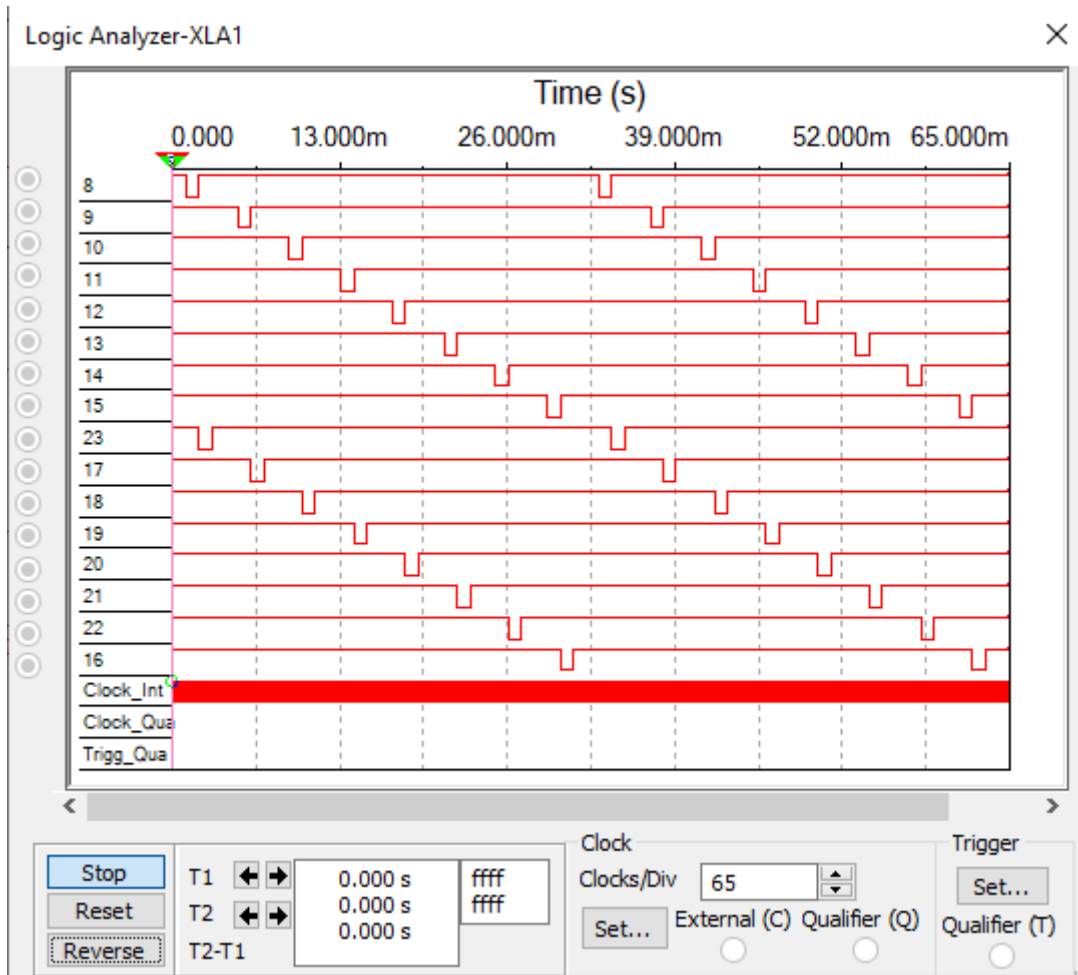 Logic Analyzer-XLA1
Time (s)
0.000 13.000m 26.000m 39.000m 52.000m 65.000m
8
9
10
11
12
13
14
15
23
17
18
19
20
21
22
16
Clock_Int
Clock_Qua
Trigg_Qua
Stop
Reset
Reverse
T1 0.000 s ffff
T2 0.000 s ffff
T2-T1 0.000 s
Clock
Clocks/Div 65
Set... External (C) Qualifier (Q)
Trigger
Set...
Qualifier (T)